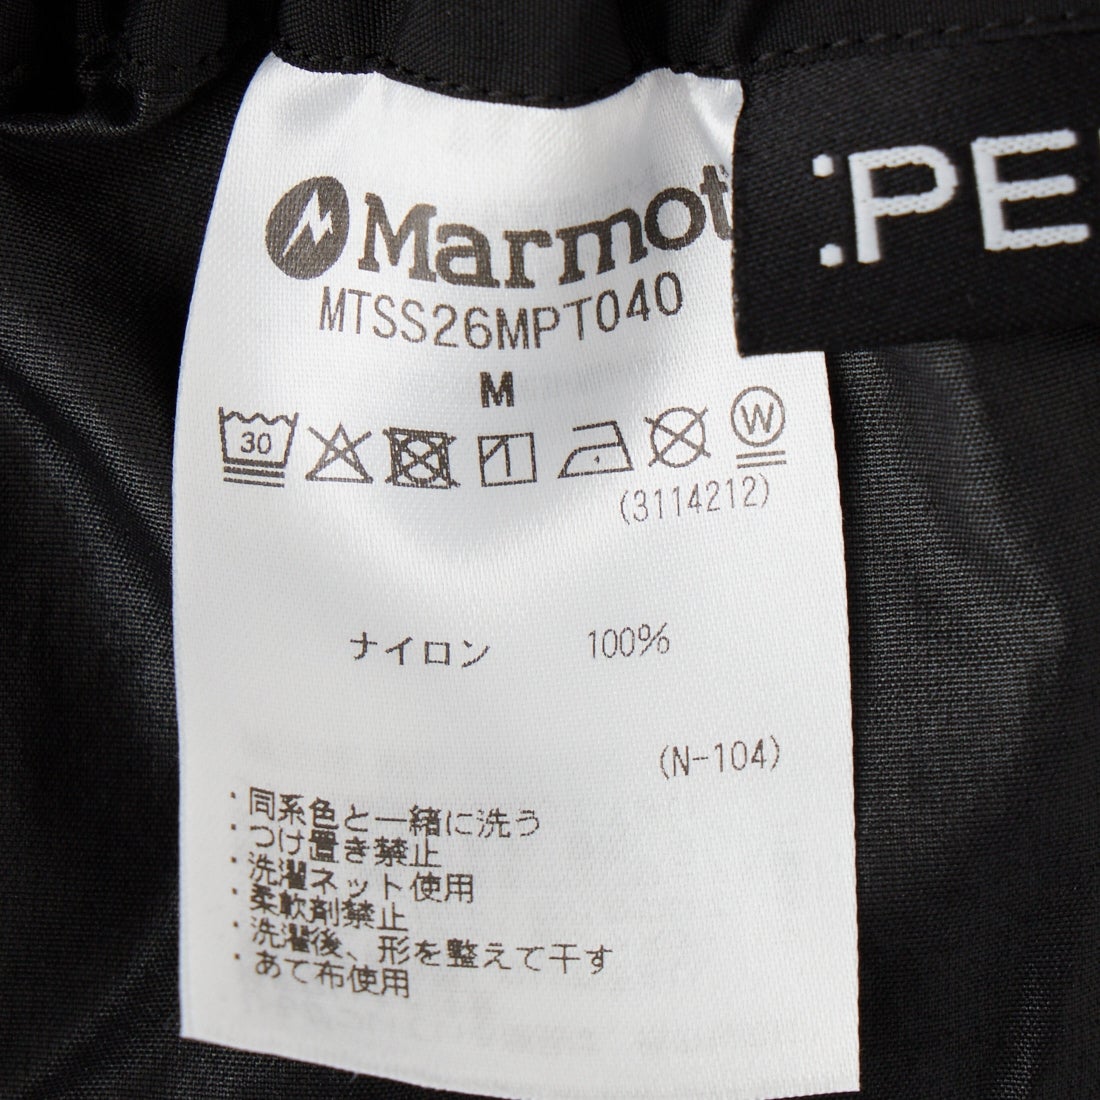 Marmot
:PE
MTSS26MPT040
M
30
W
(3114212)
ナイロン 100%
(N-104)
・同系色と一緒に洗う
・つけ置き禁止
・洗濯ネット使用
・柔軟剤禁止
・洗濯後、形を整えて干す
・あて布使用